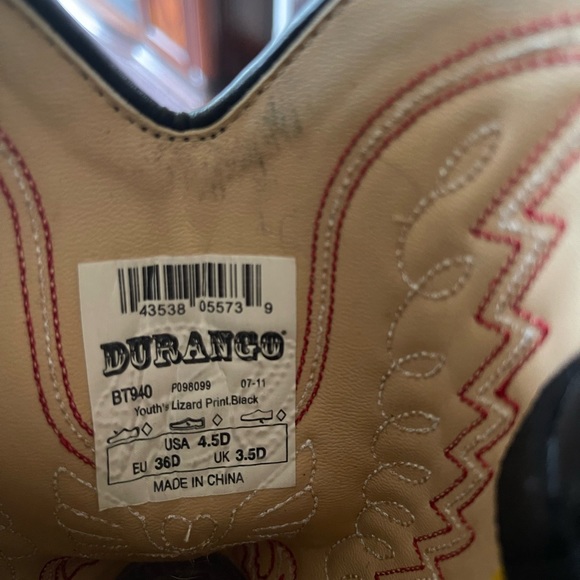 43538 05573 9
DURANGO
BT940 P098099 07-11
Youth's Lizard Print.Black
USA 4.5D
EU 36D UK 3.5D
MADE IN CHINA